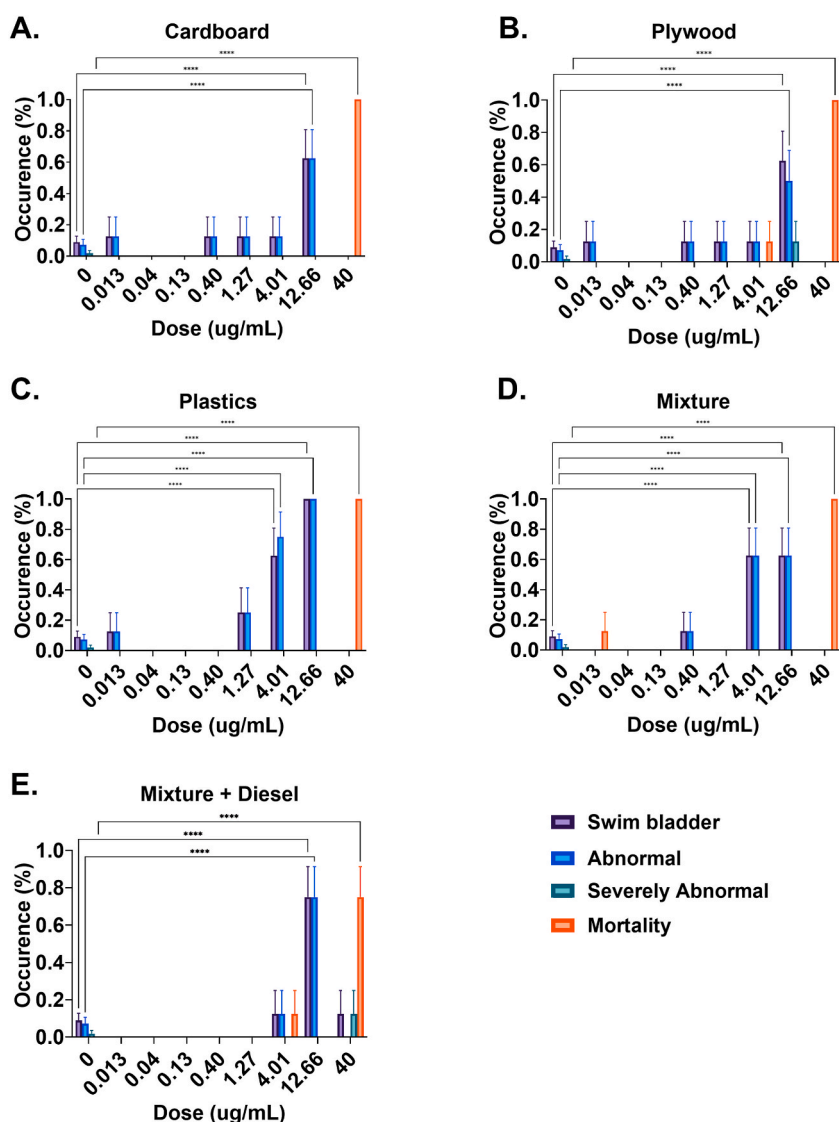 A.
Cardboard
****
****
****
Occurence (%)
1.0
0.8
0.6
0.4
0.2
0.0
0 0.013 0.04 0.13 0.40 1.27 4.01 12.66 40
Dose (ug/mL)
B.
Plywood
****
****
****
Occurence (%)
1.0
0.8
0.6
0.4
0.2
0.0
0 0.013 0.04 0.13 0.40 1.27 4.01 12.66 40
Dose (ug/mL)
C.
Plastics
****
****
****
****
****
Occurence (%)
1.0
0.8
0.6
0.4
0.2
0.0
0 0.013 0.04 0.13 0.40 1.27 4.01 12.66 40
Dose (ug/mL)
D.
Mixture
****
****
****
****
****
Occurence (%)
1.0
0.8
0.6
0.4
0.2
0.0
0 0.013 0.04 0.13 0.40 1.27 4.01 12.66 40
Dose (ug/mL)
E.
Mixture + Diesel
****
****
****
Occurence (%)
1.0
0.8
0.6
0.4
0.2
0.0
0 0.013 0.04 0.13 0.40 1.27 4.01 12.66 40
Dose (ug/mL)
Swim bladder
Abnormal
Severely Abnormal
Mortality